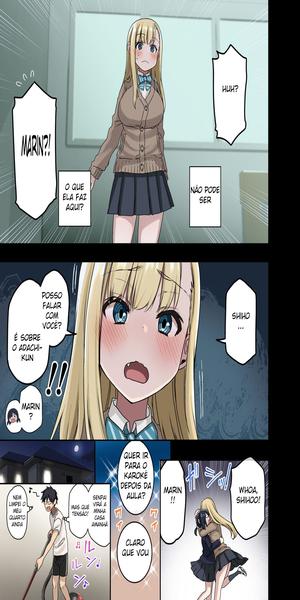 HUH?
MARIN?!
NÃO PODE
SER
O QUE
ELA FAZ
AQUI?
SHIHO
...
POSSO
FALAR
COM
VOCÊ?
É SOBRE
O ADACHI-
KUN
!!
MARIN
?
WHOA,
SHIHOO!
MARIN
!!
QUER IR
PARA O
KAROKÊ
DEPOIS DA
AULA?
CLARO
QUE VOU
SENPAI VIRÁ A
MINHA CASA
AMANHÃ
MAS QUE TENSÃO!
NEM
LIMPEI O
MEU
QUARTO AINDA